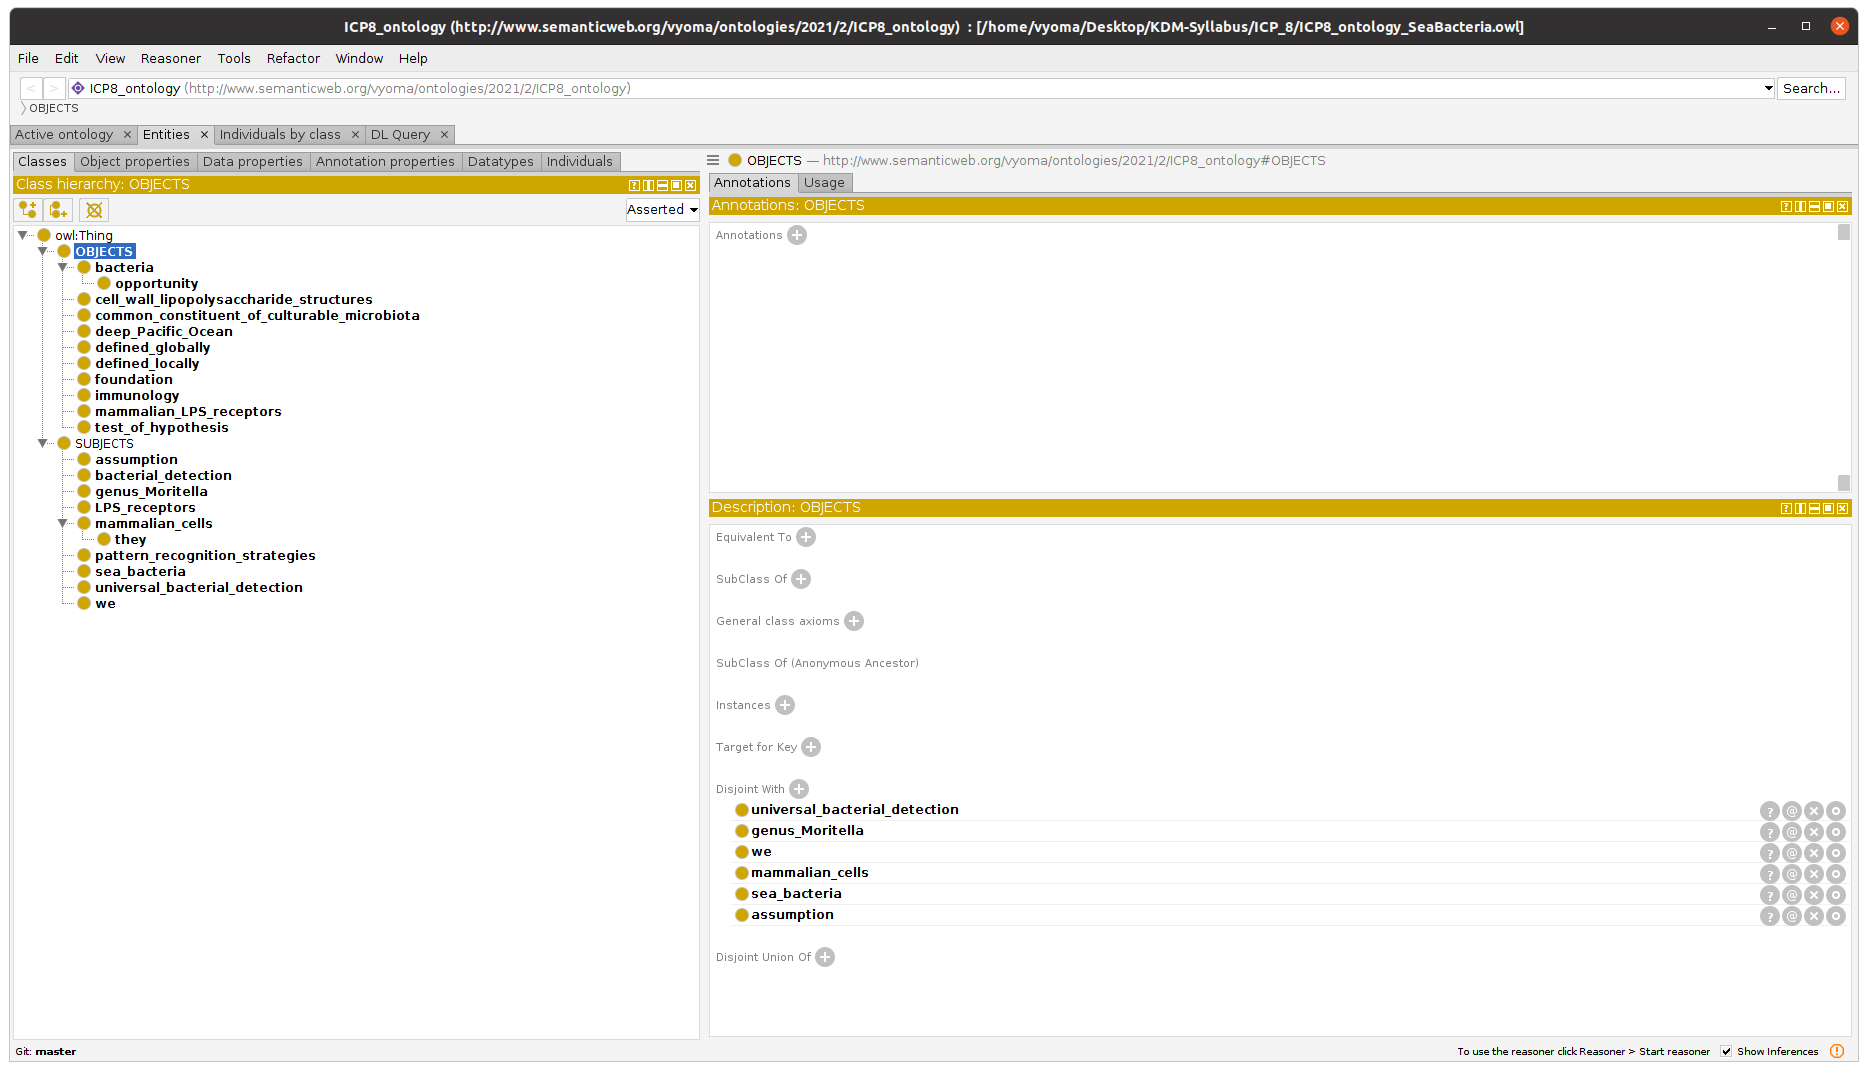 ICP8_ontology (http://www.semanticweb.org/vyoma/ontologies/2021/2/ICP8_ontology) : [/home/vyoma/Desktop/KDM-Syllabus/ICP_8/ICP8_ontology_SeaBacteria.owl]
File Edit View Reasoner Tools Refactor Window Help
< > ICP8_ontology (http://www.semanticweb.org/vyoma/ontologies/2021/2/ICP8_ontology) Search...
OBJECTS
Active ontology × Entities × Individuals by class × DL Query ×
Classes Object properties Data properties Annotation properties Datatypes Individuals
Class hierarchy: OBJECTS
Asserted
owl:Thing
OBJECTS
bacteria
opportunity
cell_wall_lipopolysaccharide_structures
common_constituent_of_culturable_microbiota
deep_Pacific_Ocean
defined_globally
defined_locally
foundation
immunology
mammalian_LPS_receptors
test_of_hypothesis
SUBJECTS
assumption
bacterial_detection
genus_Moritella
LPS_receptors
mammalian_cells
they
pattern_recognition_strategies
sea_bacteria
universal_bacterial_detection
we
OBJECTS — http://www.semanticweb.org/vyoma/ontologies/2021/2/ICP8_ontology#OBJECTS
Annotations Usage
Annotations: OBJECTS
Annotations
Description: OBJECTS
Equivalent To
SubClass Of
General class axioms
SubClass Of (Anonymous Ancestor)
Instances
Target for Key
Disjoint With
universal_bacterial_detection
genus_Moritella
we
mammalian_cells
sea_bacteria
assumption
Disjoint Union Of
Git: master
To use the reasoner click Reasoner > Start reasoner Show Inferences